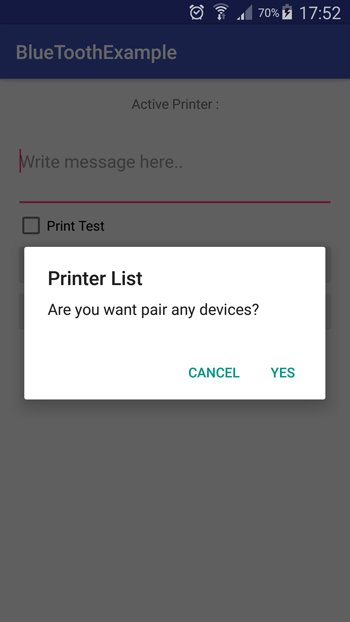 70% 17:52
BlueToothExample
Active Printer :
Write message here..
Print Test
Printer List
Are you want pair any devices?
CANCEL YES